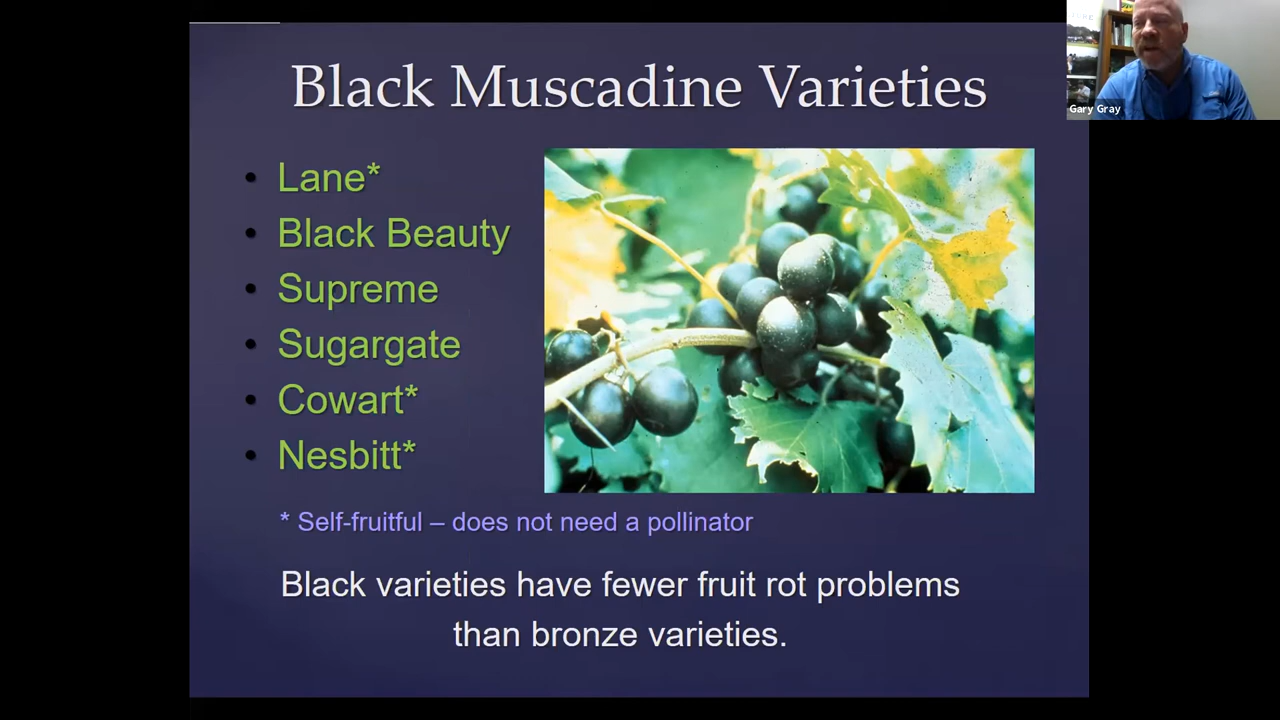 Black Muscadine Varieties
• Lane*
• Black Beauty
• Supreme
• Sugargate
• Cowart*
• Nesbitt*
* Self-fruitful – does not need a pollinator
Black varieties have fewer fruit rot problems
than bronze varieties.
Gary Gray